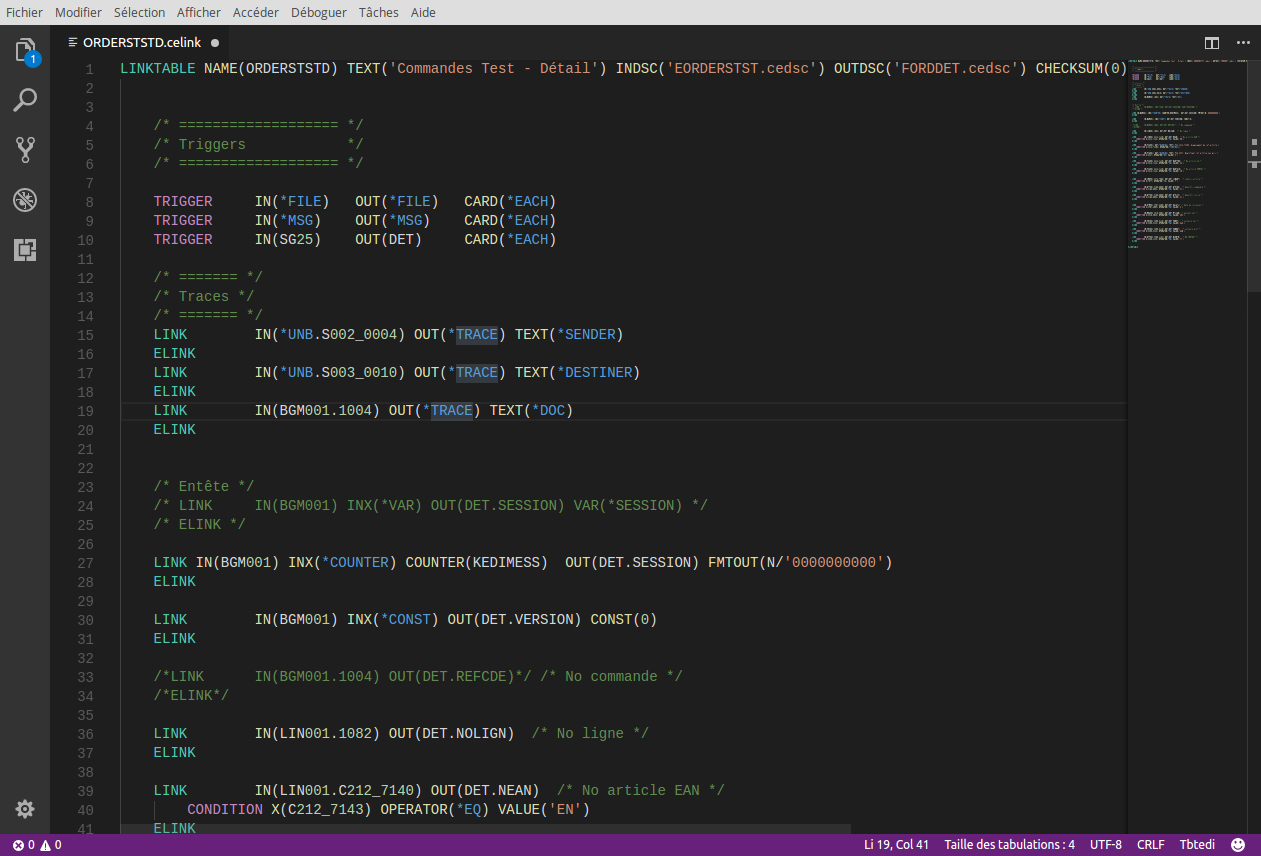 Fichier Modifier Sélection Afficher Accéder Déboguer Tâches Aide
1
ORDERSTSTD.celink
1 LINKTABLE NAME(ORDERSTSTD) TEXT('Commandes Test - Détail') INDSC('EORDERSTST.cedsc') OUTDSC('FORDDET.cedsc') CHECKSUM(0)
2
3
4 /* =================== */
5 /* Triggers */
6 /* =================== */
7
8 TRIGGER IN(*FILE) OUT(*FILE) CARD(*EACH)
9 TRIGGER IN(*MSG) OUT(*MSG) CARD(*EACH)
10 TRIGGER IN(SG25) OUT(DET) CARD(*EACH)
11
12 /* ======= */
13 /* Traces */
14 /* ======= */
15 LINK IN(*UNB.S002_0004) OUT(*TRACE) TEXT(*SENDER)
16 ELINK
17 LINK IN(*UNB.S003_0010) OUT(*TRACE) TEXT(*DESTINER)
18 ELINK
19 LINK IN(BGM001.1004) OUT(*TRACE) TEXT(*DOC)
20 ELINK
21
22
23 /* Entête */
24 /* LINK IN(BGM001) INX(*VAR) OUT(DET.SESSION) VAR(*SESSION) */
25 /* ELINK */
26
27 LINK IN(BGM001) INX(*COUNTER) COUNTER(KEDIMESS) OUT(DET.SESSION) FMTOUT(N/'0000000000')
28 ELINK
29
30 LINK IN(BGM001) INX(*CONST) OUT(DET.VERSION) CONST(0)
31 ELINK
32
33 /*LINK IN(BGM001.1004) OUT(DET.REFCDE)*/ /* No commande */
34 /*ELINK*/
35
36 LINK IN(LIN001.1082) OUT(DET.NOLIGN) /* No ligne */
37 ELINK
38
39 LINK IN(LIN001.C212_7140) OUT(DET.NEAN) /* No article EAN */
40 CONDITION X(C212_7143) OPERATOR(*EQ) VALUE('EN')
41 ELINK
0 0 Li 19, Col 41 Taille des tabulations : 4 UTF-8 CRLF Tbtedi